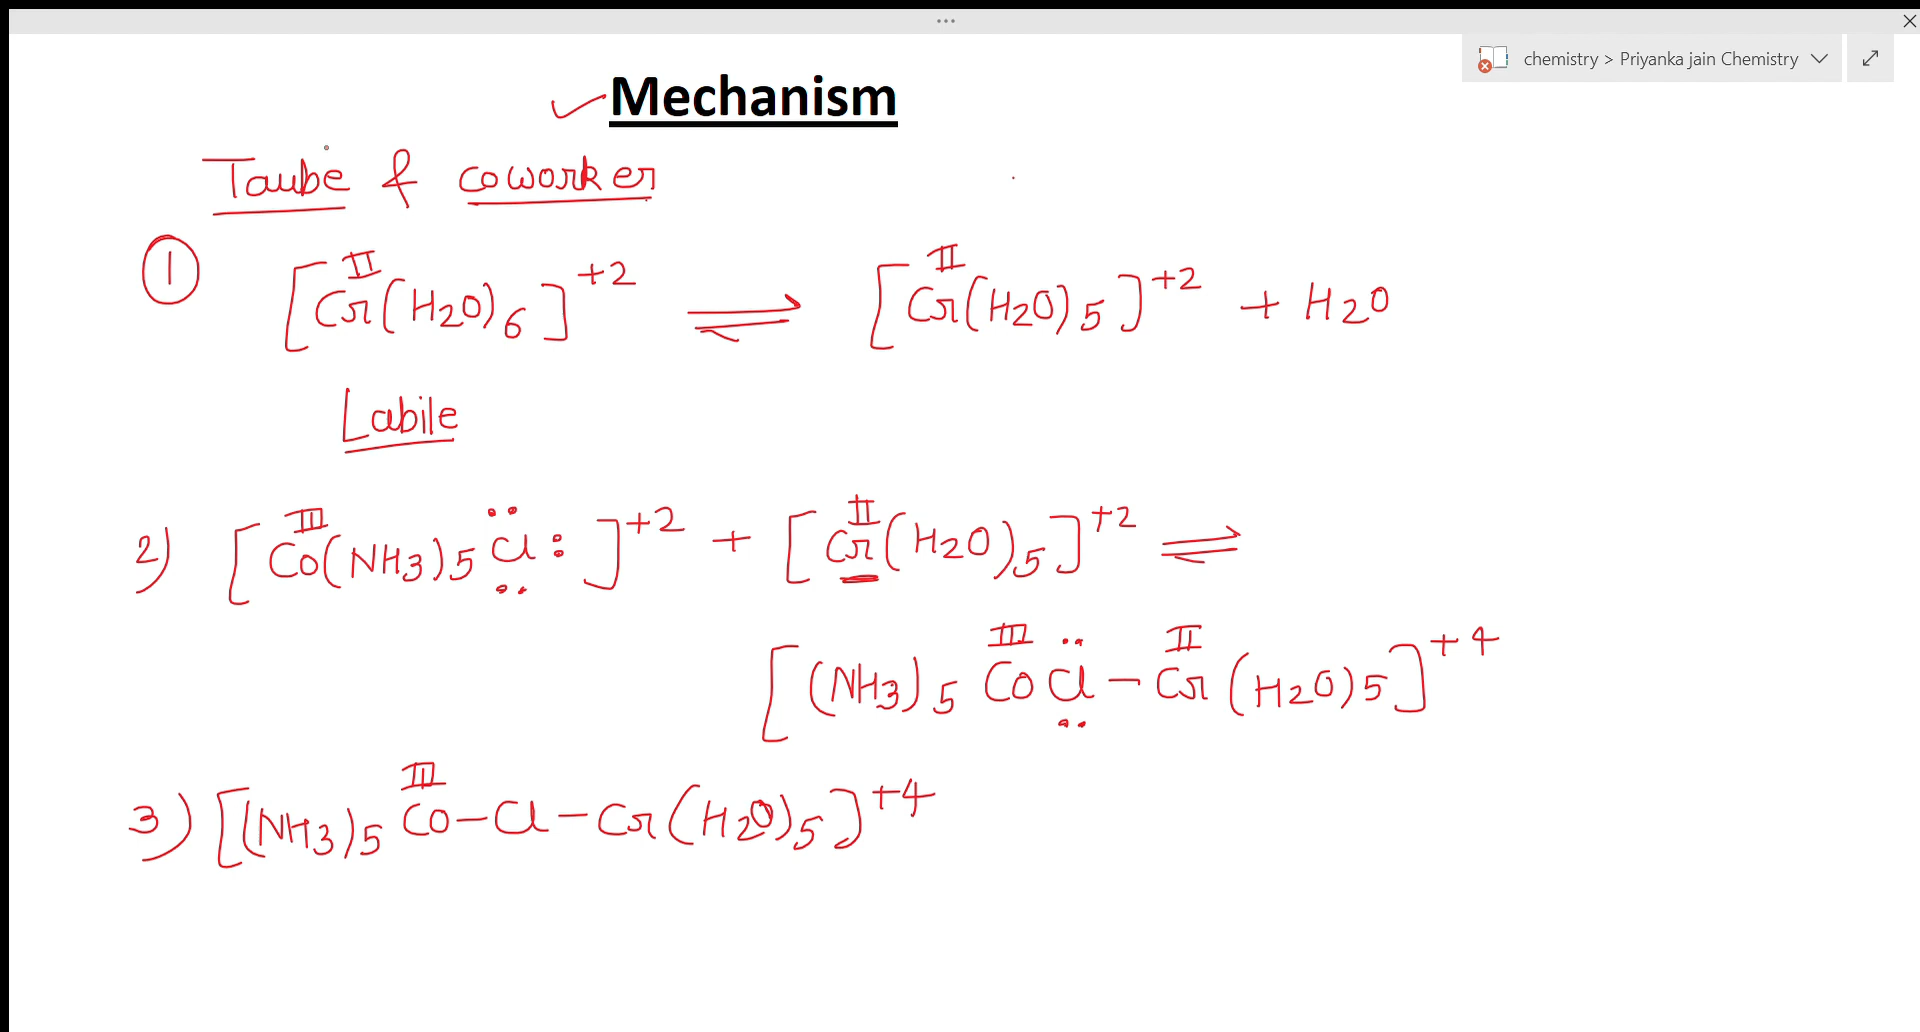 chemistry > Priyanka jain Chemistry
Mechanism
Taube & coworker
① [Cr^II(H2O)6]^+2 ⇌ [Cr^II(H2O)5]^+2 + H2O
Labile
2) [Co^III(NH3)5 Cl:]^+2 + [Cr^II(H2O)5]^+2 ⇌
[(NH3)5 Co^III Cl - Cr^II (H2O)5]^+4
3) [(NH3)5 Co^III - Cl - Cr(H2O)5]^+4